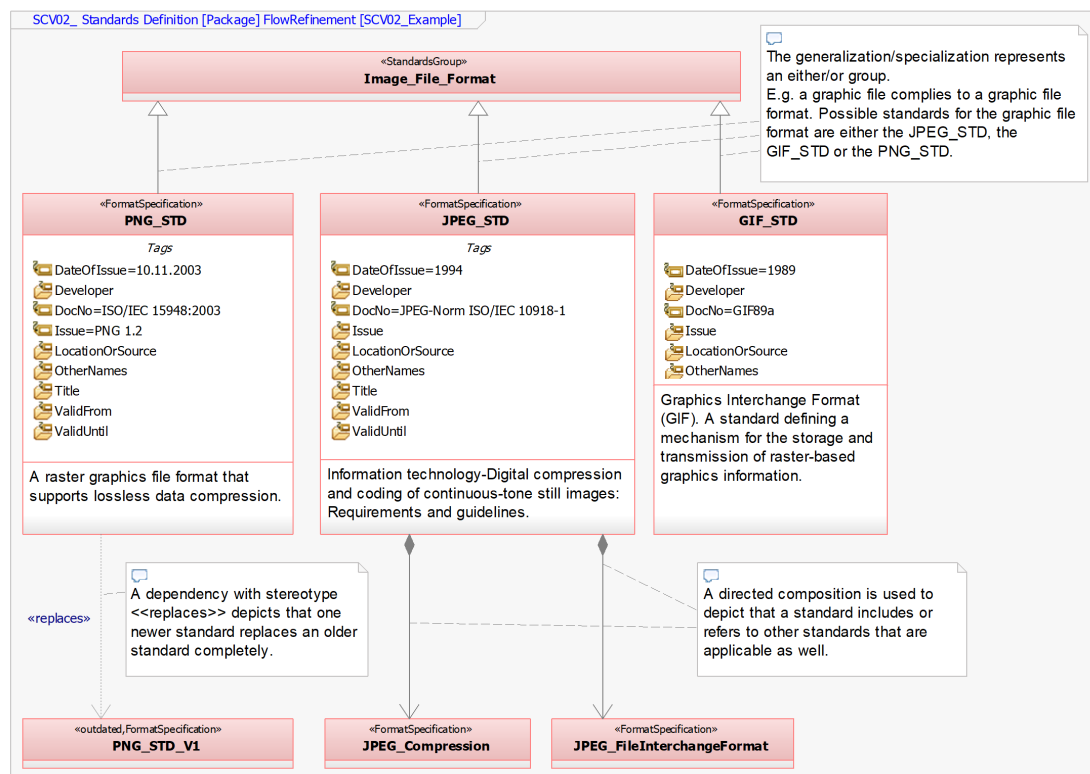 SCV02_ Standards Definition [Package] FlowRefinement [SCV02_Example]
«StandardsGroup»
Image_File_Format
The generalization/specialization represents
an either/or group.
E.g. a graphic file complies to a graphic file
format. Possible standards for the graphic file
format are either the JPEG_STD, the
GIF_STD or the PNG_STD.
«FormatSpecification»
PNG_STD
Tags
DateOfIssue=10.11.2003
Developer
DocNo=ISO/IEC 15948:2003
Issue=PNG 1.2
LocationOrSource
OtherNames
Title
ValidFrom
ValidUntil
A raster graphics file format that
supports lossless data compression.
«FormatSpecification»
JPEG_STD
Tags
DateOfIssue=1994
Developer
DocNo=JPEG-Norm ISO/IEC 10918-1
Issue
LocationOrSource
OtherNames
Title
ValidFrom
ValidUntil
Information technology-Digital compression
and coding of continuous-tone still images:
Requirements and guidelines.
«FormatSpecification»
GIF_STD
DateOfIssue=1989
Developer
DocNo=GIF89a
Issue
LocationOrSource
OtherNames
Graphics Interchange Format
(GIF). A standard defining a
mechanism for the storage and
transmission of raster-based
graphics information.
«replaces»
A dependency with stereotype
<<replaces>> depicts that one
newer standard replaces an older
standard completely.
A directed composition is used to
depict that a standard includes or
refers to other standards that are
applicable as well.
«outdated,FormatSpecification»
PNG_STD_V1
«FormatSpecification»
JPEG_Compression
«FormatSpecification»
JPEG_FileInterchangeFormat